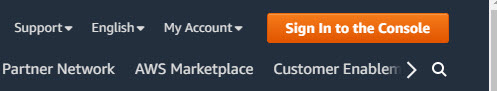 Support English My Account Sign In to the Console
Partner Network AWS Marketplace Customer Enablem